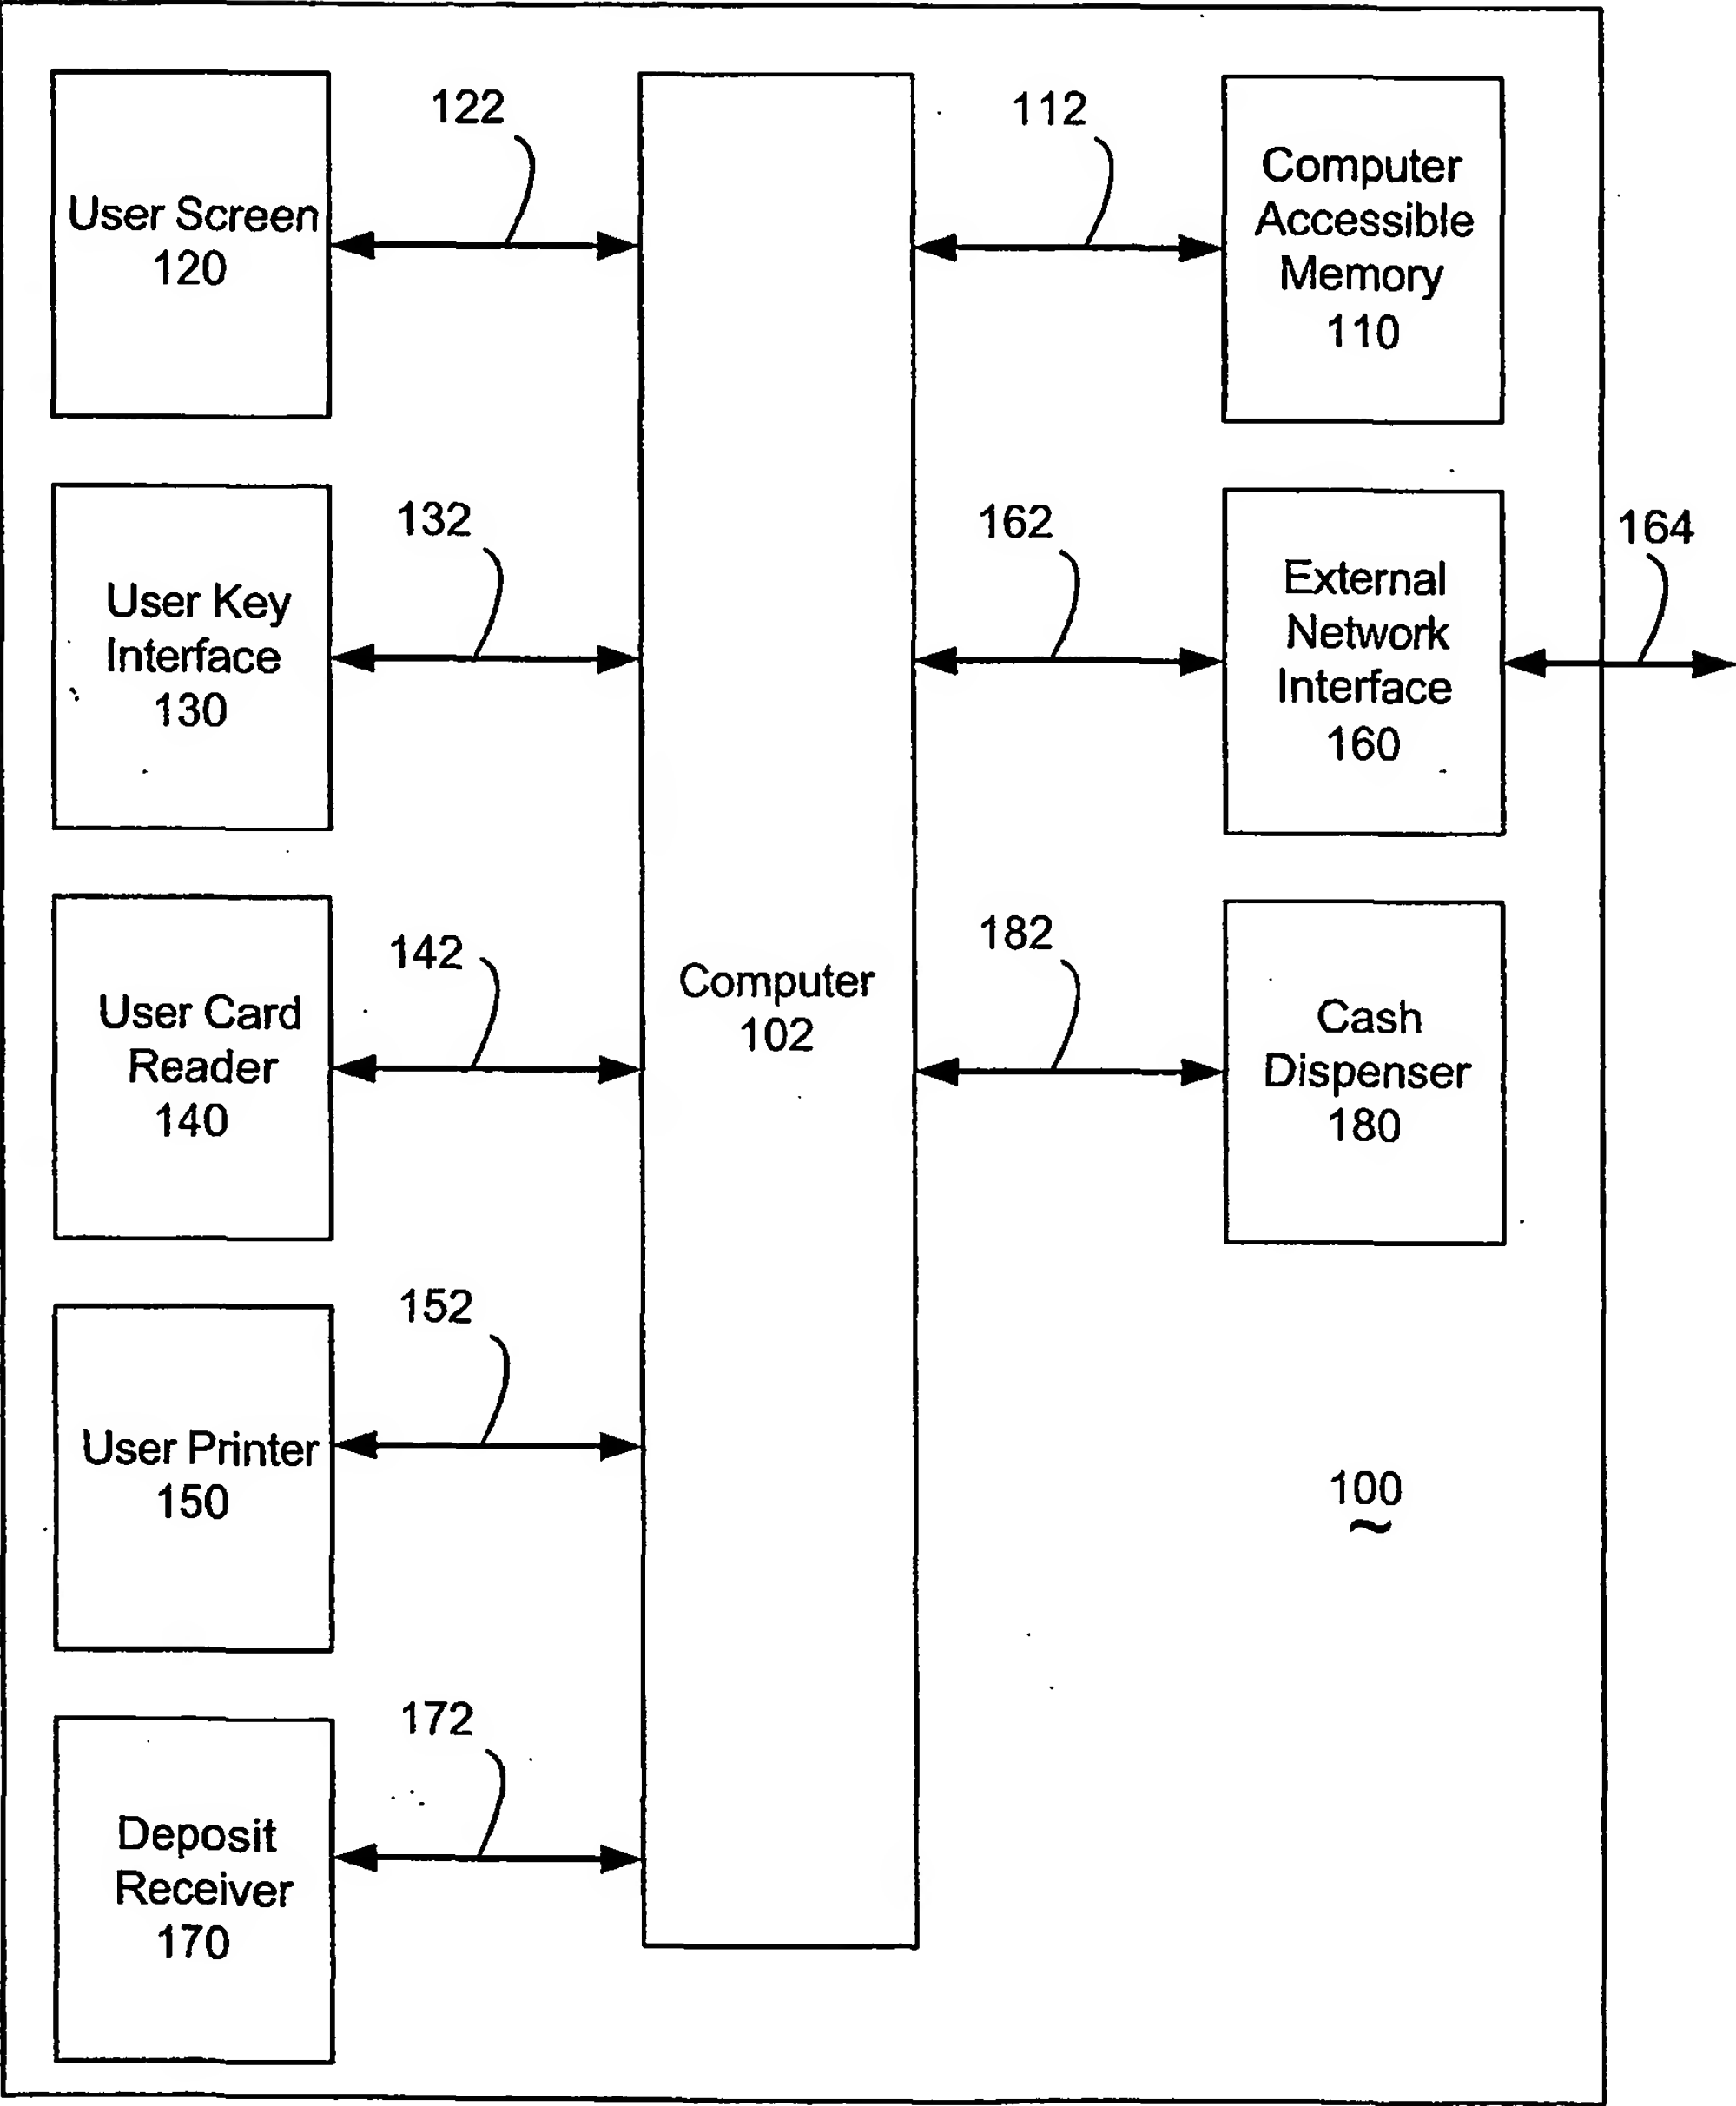 122
112
User Screen
120
Computer
Accessible
Memory
110
132
162
164
User Key
Interface
130
External
Network
Interface
160
142
182
User Card
Reader
140
Computer
102
Cash
Dispenser
180
152
User Printer
150
100
172
Deposit
Receiver
170